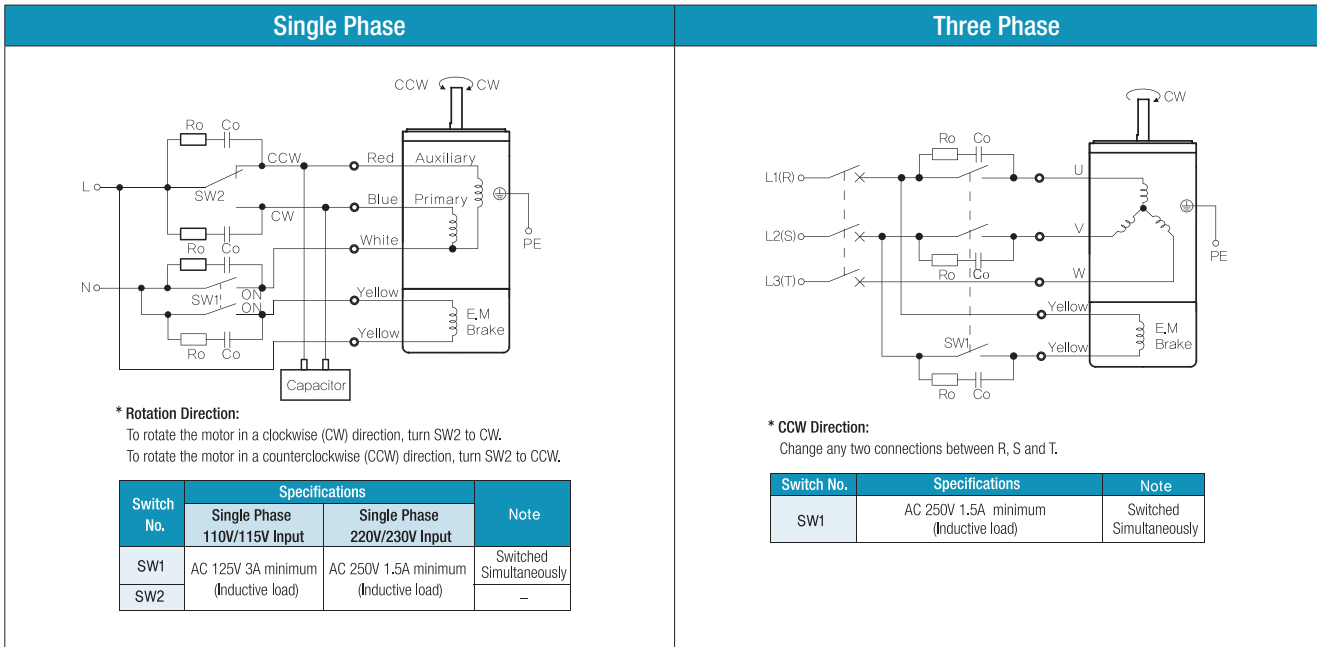 Single Phase
CCW CW
Ro Co
CCW
Red Auxiliary
L
SW2
Blue Primary
CW
Ro Co
White
PE
N
SW1
ON
ON
Yellow
E.M
Brake
Yellow
Ro Co
Capacitor
* Rotation Direction:
To rotate the motor in a clockwise (CW) direction, turn SW2 to CW.
To rotate the motor in a counterclockwise (CCW) direction, turn SW2 to CCW.
Switch No.
Specifications
Note
Single Phase 110V/115V Input
Single Phase 220V/230V Input
SW1
AC 125V 3A minimum (Inductive load)
AC 250V 1.5A minimum (Inductive load)
Switched Simultaneously
SW2
–
Three Phase
CW
Ro Co
L1(R)
U
L2(S)
V
Ro Co
PE
L3(T)
W
Yellow
E.M
Brake
SW1
Yellow
Ro Co
* CCW Direction:
Change any two connections between R, S and T.
Switch No. Specifications Note
SW1
AC 250V 1.5A minimum
(Inductive load)
Switched
Simultaneously